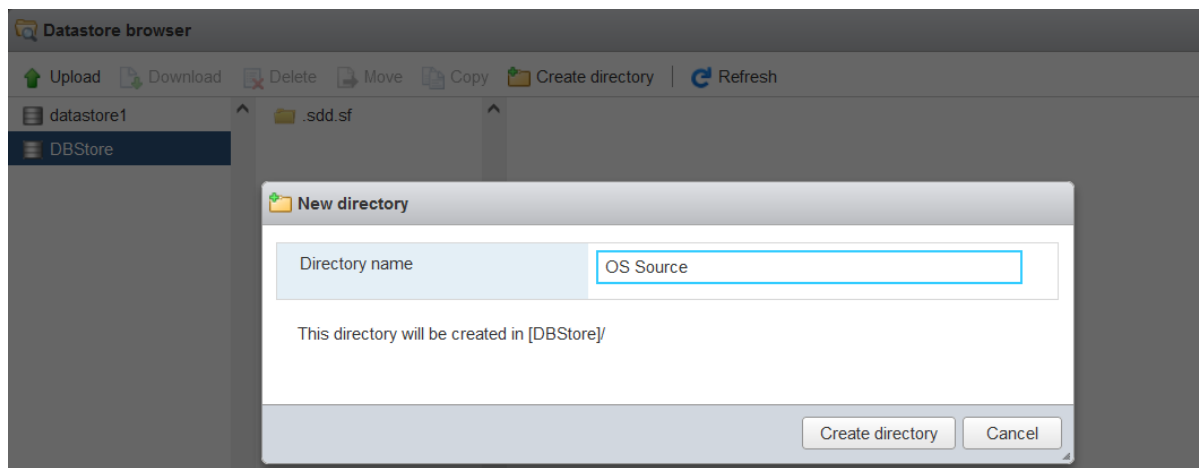 Datastore browser
Upload Download Delete Move Copy Create directory Refresh
datastore1 .sdd.sf
DBStore
New directory
Directory name OS Source
This directory will be created in [DBStore]/
Create directory Cancel